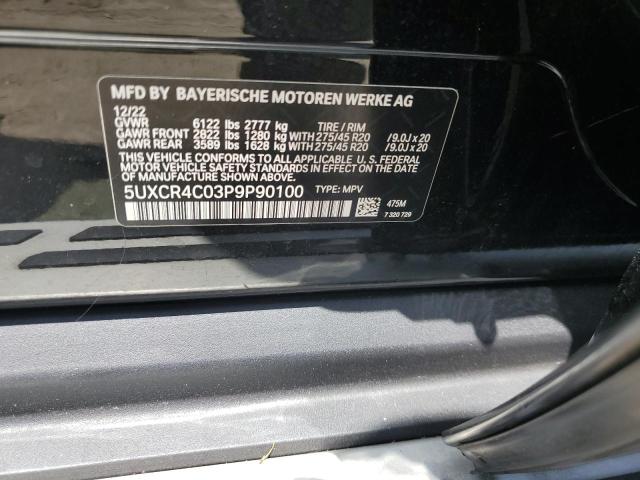 MFD BY BAYERISCHE MOTOREN WERKE AG
12/22
GVWR 6122 lbs 2777 kg TIRE / RIM
GAWR FRONT 2822 lbs 1280 kg WITH 275/45 R20 /9.0J x 20
GAWR REAR 3589 lbs 1628 kg WITH 275/45 R20 /9.0J x 20
THIS VEHICLE CONFORMS TO ALL APPLICABLE U. S. FEDERAL
MOTOR VEHICLE SAFETY STANDARDS IN EFFECT ON THE DATE
OF MANUFACTURE SHOWN ABOVE.
5UXCR4C03P9P90100 TYPE: MPV
475M
7 320 729